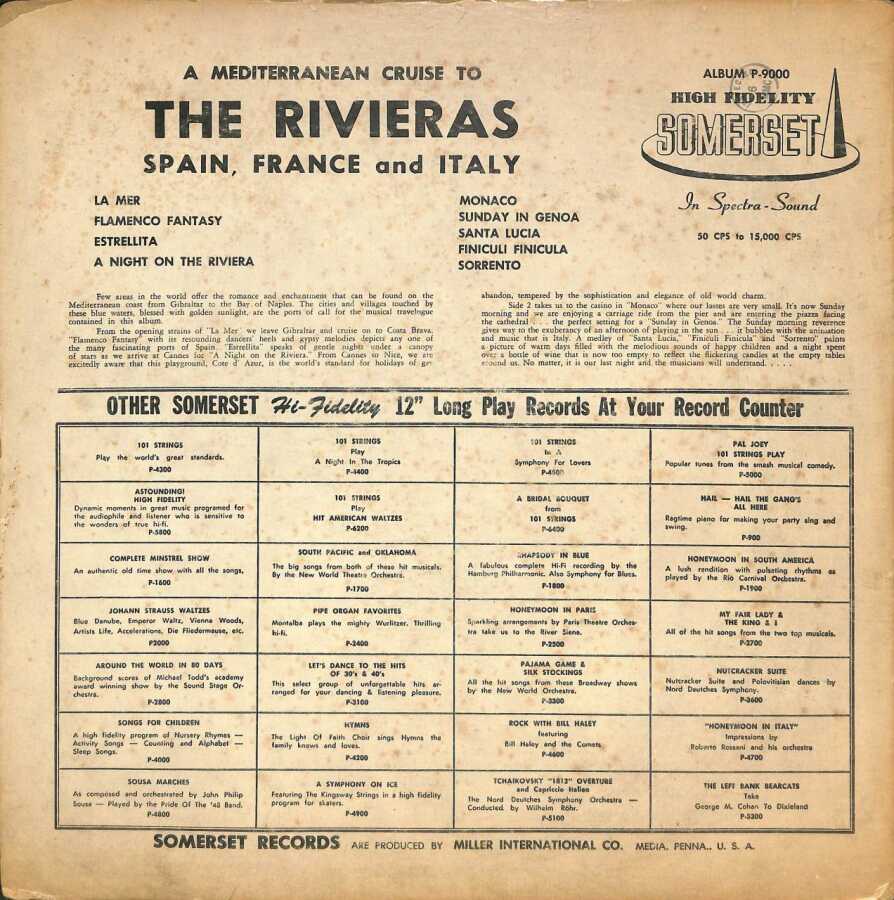 A MEDITERRANEAN CRUISE TO
THE RIVIERAS
SPAIN, FRANCE and ITALY
ALBUM P-9000
HIGH FIDELITY
SOMERSET
In Spectra-Sound
50 CPS to 15,000 CPS
LA MER
FLAMENCO FANTASY
ESTRELLITA
A NIGHT ON THE RIVIERA
MONACO
SUNDAY IN GENOA
SANTA LUCIA
FINICULI FINICULA
SORRENTO
Few areas in the world offer the romance and enchantment that can be found on the
Mediterranean coast from Gibraltar to the Bay of Naples. The cities and villages touched by
these blue waters, blessed with golden sunlight, are the ports of call for the musical travelogue
contained in this album.
From the opening strains of "La Mer" we leave Gibraltar and cruise on to Costa Brava.
"Flamenco Fantasy" with its resounding dancers' heels and gypsy melodies depicts any one of
the many fascinating ports of Spain. "Estrellita" speaks of gentle nights under a canopy
of stars as we arrive at Cannes for "A Night on the Riviera." From Cannes to Nice, we are
excitedly aware that this playground, Cote d' Azur, is the world's standard for holidays of gay
abandon, tempered by the sophistication and elegance of old world charm.
Side 2 takes us to the casino in "Monaco" where our losses are very small. It's now Sunday
morning and we are enjoying a carriage ride from the pier and are entering the piazza facing
the cathedral . . . the perfect setting for a "Sunday in Genoa." The Sunday morning reverence
gives way to the exuberancy of an afternoon of playing in the sun . . . it bubbles with the animation
and music that is Italy. A medley of "Santa Lucia," "Finiculi Finicula" and "Sorrento" paints
a picture of warm days filled with the melodious sounds of happy children and a night spent
over a bottle of wine that is now too empty to reflect the flickering candles at the empty tables
around us. No matter, it is our last night and the musicians will understand. . . . .
OTHER SOMERSET Hi-Fidelity 12" Long Play Records At Your Record Counter
101 STRINGS
Play the world's great standards.
P-4300
101 STRINGS
Play
A Night In The Tropics
P-4400
101 STRINGS
In A
Symphony For Lovers
P-4500
PAL JOEY
101 STRINGS PLAY
Popular tunes from the smash musical comedy.
P-5000
ASTOUNDING!
HIGH FIDELITY
Dynamic moments in great music programed for
the audiophile and listener who is sensitive to
the wonders of true hi-fi.
P-5800
101 STRINGS
Play
HIT AMERICAN WALTZES
P-6200
A BRIDAL BOUQUET
from
101 STRINGS
P-6400
HAIL — HAIL THE GANG'S
ALL HERE
Ragtime piano for making your party sing and
swing.
P-900
COMPLETE MINSTREL SHOW
An authentic old time show with all the songs.
P-1600
SOUTH PACIFIC and OKLAHOMA
The big songs from both of these hit musicals.
By the New World Theatre Orchestra.
P-1700
RHAPSODY IN BLUE
A fabulous complete Hi-Fi recording by the
Hamburg Philharmonic. Also Symphony for Blues.
P-1800
HONEYMOON IN SOUTH AMERICA
A lush rendition with pulsating rhythms as
played by the Rio Carnival Orchestra.
P-1900
JOHANN STRAUSS WALTZES
Blue Danube, Emperor Waltz, Vienna Woods,
Artists Life, Accelerations, Die Fliedermause, etc.
P2000
PIPE ORGAN FAVORITES
Montalba plays the mighty Wurlitzer. Thrilling
hi-fi.
P-2400
HONEYMOON IN PARIS
Sparkling arrangements by Paris Theatre Orches-
tra take us to the River Siene.
P-2500
MY FAIR LADY &
THE KING & I
All of the hit songs from the two top musicals.
P-2700
AROUND THE WORLD IN 80 DAYS
Background scores of Michael Todd's academy
award winning show by the Sound Stage Or-
chestra.
P-2800
LET'S DANCE TO THE HITS
OF 30's & 40's
This select group of unforgettable hits ar-
ranged for your dancing & listening pleasure.
P-3100
PAJAMA GAME &
SILK STOCKINGS
All the hit songs from these Broadway shows
by the New World Orchestra.
P-3300
NUTCRACKER SUITE
Nutcracker Suite and Polovitisian dances by
Nord Deutches Symphony.
P-3600
SONGS FOR CHILDREN
A high fidelity program of Nursery Rhymes —
Activity Songs — Counting and Alphabet —
Sleep Songs.
P-4000
HYMNS
The Light Of Faith Choir sings Hymns the
family knows and loves.
P-4200
ROCK WITH BILL HALEY
featuring
Bill Haley and the Comets
P-4600
"HONEYMOON IN ITALY"
Impressions by
Roberto Rossani and his orchestra
P-4700
SOUSA MARCHES
As composed and orchestrated by John Philip
Sousa — Played by the Pride Of The '48 Band.
P-4800
A SYMPHONY ON ICE
Featuring The Kingsway Strings in a high fidelity
program for skaters.
P-4900
TCHAIKOVSKY "1812" OVERTURE
and Capriccio Italien
The Nord Deutches Symphony Orchestra —
Conducted by Wilhelm Röhr.
P-5100
THE LEFT BANK BEARCATS
Take
George M. Cohan To Dixieland
P-5300
SOMERSET RECORDS ARE PRODUCED BY MILLER INTERNATIONAL CO. MEDIA, PENNA., U. S. A.